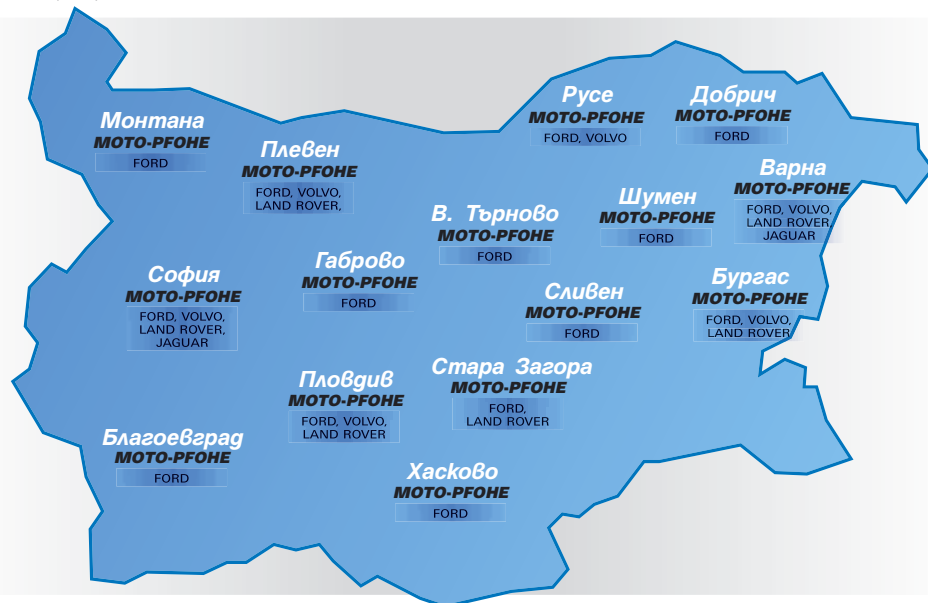 Русе
МОТО-PFOHE
FORD, VOLVO
Добрич
МОТО-PFOHE
FORD
Монтана
МОТО-PFOHE
FORD
Плевен
МОТО-PFOHE
FORD, VOLVO,
LAND ROVER,
Варна
МОТО-PFOHE
FORD, VOLVO,
LAND ROVER,
JAGUAR
Шумен
МОТО-PFOHE
FORD
В. Търново
МОТО-PFOHE
FORD
Габрово
МОТО-PFOHE
FORD
София
МОТО-PFOHE
FORD, VOLVO,
LAND ROVER,
JAGUAR
Бургас
МОТО-PFOHE
FORD, VOLVO,
LAND ROVER
Сливен
МОТО-PFOHE
FORD
Стара Загора
МОТО-PFOHE
FORD,
LAND ROVER
Пловдив
МОТО-PFOHE
FORD, VOLVO,
LAND ROVER
Благоевград
МОТО-PFOHE
FORD
Хасково
МОТО-PFOHE
FORD